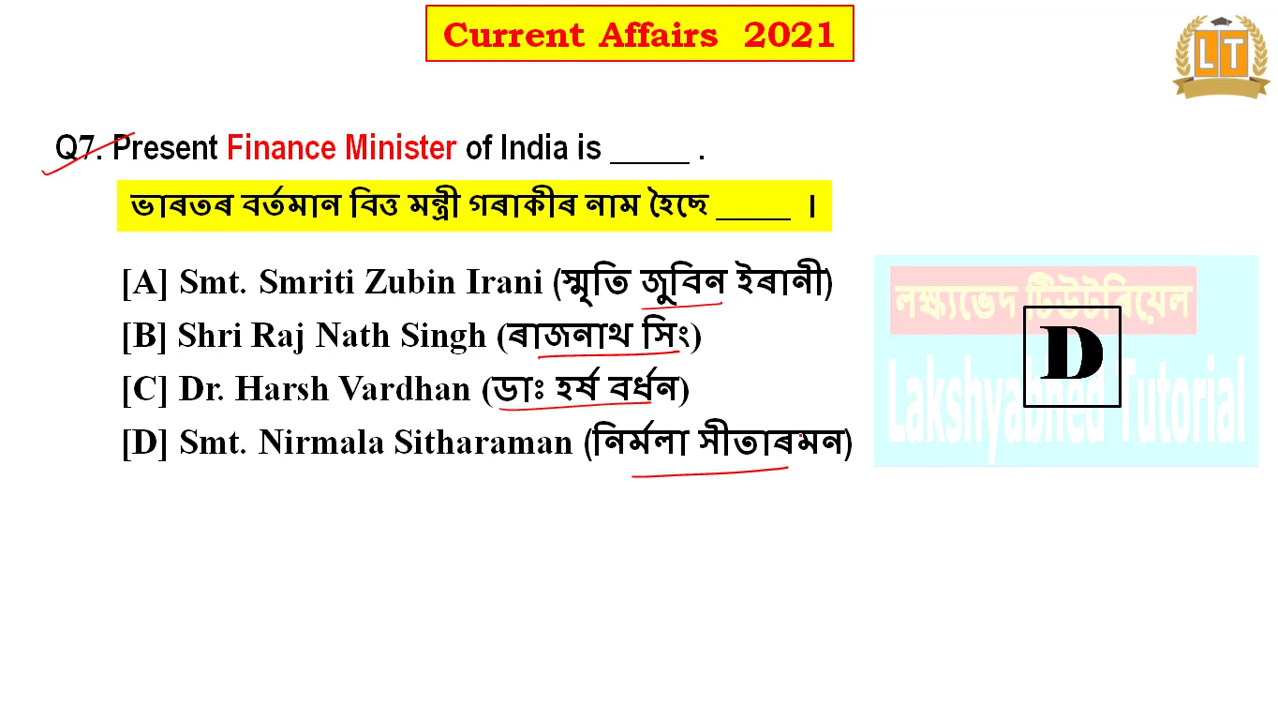 Current Affairs 2021
LT
Q7. Present Finance Minister of India is _____ .
ভাৰতৰ বৰ্তমান বিত্ত মন্ত্ৰী গৰাকীৰ নাম হৈছে _____ ।
[A] Smt. Smriti Zubin Irani (স্মৃতি জুবিন ইৰানী)
[B] Shri Raj Nath Singh (ৰাজনাথ সিং)
[C] Dr. Harsh Vardhan (ডাঃ হৰ্ষ বৰ্ধন)
[D] Smt. Nirmala Sitharaman (নিৰ্মলা সীতাৰমন)
লক্ষ্যভেদ টিউটৰিয়েল
D
Lakshyabhed Tutorial